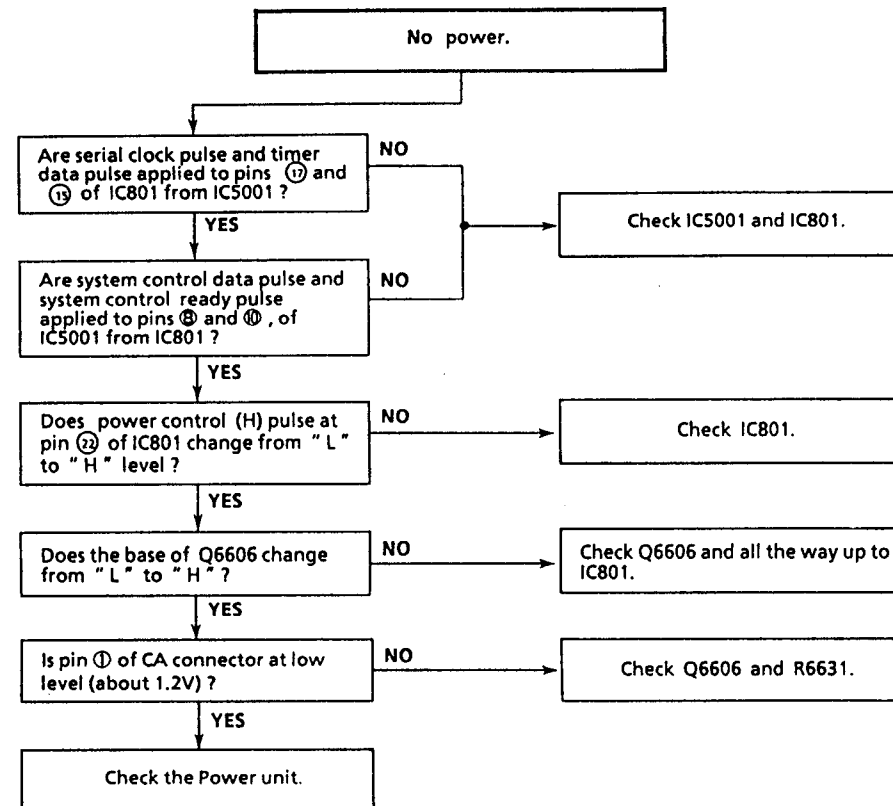 No power.
Are serial clock pulse and timer
data pulse applied to pins ⑰ and
⑮ of IC801 from IC5001 ?
NO
YES
Check IC5001 and IC801.
Are system control data pulse and
system control ready pulse
applied to pins ⑧ and ⑩ , of
IC5001 from IC801 ?
NO
YES
Does power control (H) pulse at
pin ㉒ of IC801 change from " L "
to " H " level ?
NO
Check IC801.
YES
Does the base of Q6606 change
from " L " to " H " ?
NO
Check Q6606 and all the way up to
IC801.
YES
Is pin ① of CA connector at low
level (about 1.2V) ?
NO
Check Q6606 and R6631.
YES
Check the Power unit.